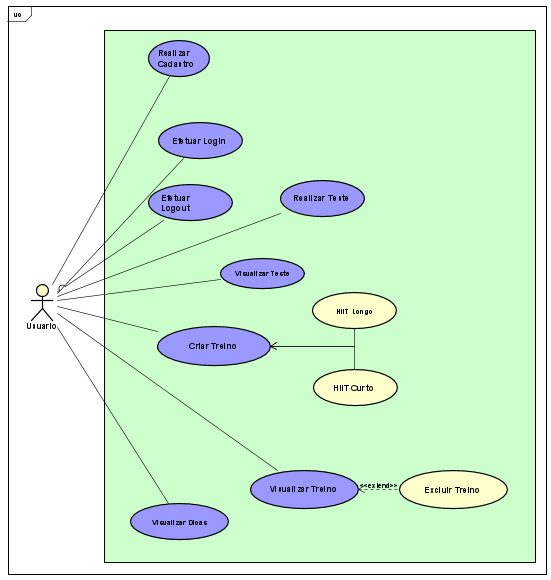 uc
Realizar
Cadastro
Efetuar Login
Efetuar
Logout
Realizar Teste
Visualizar Teste
HIIT Longo
Usuario
Criar Treino
HIIT Curto
<<extend>>
Visualizar Treino
Excluir Treino
Visualizar Dicas